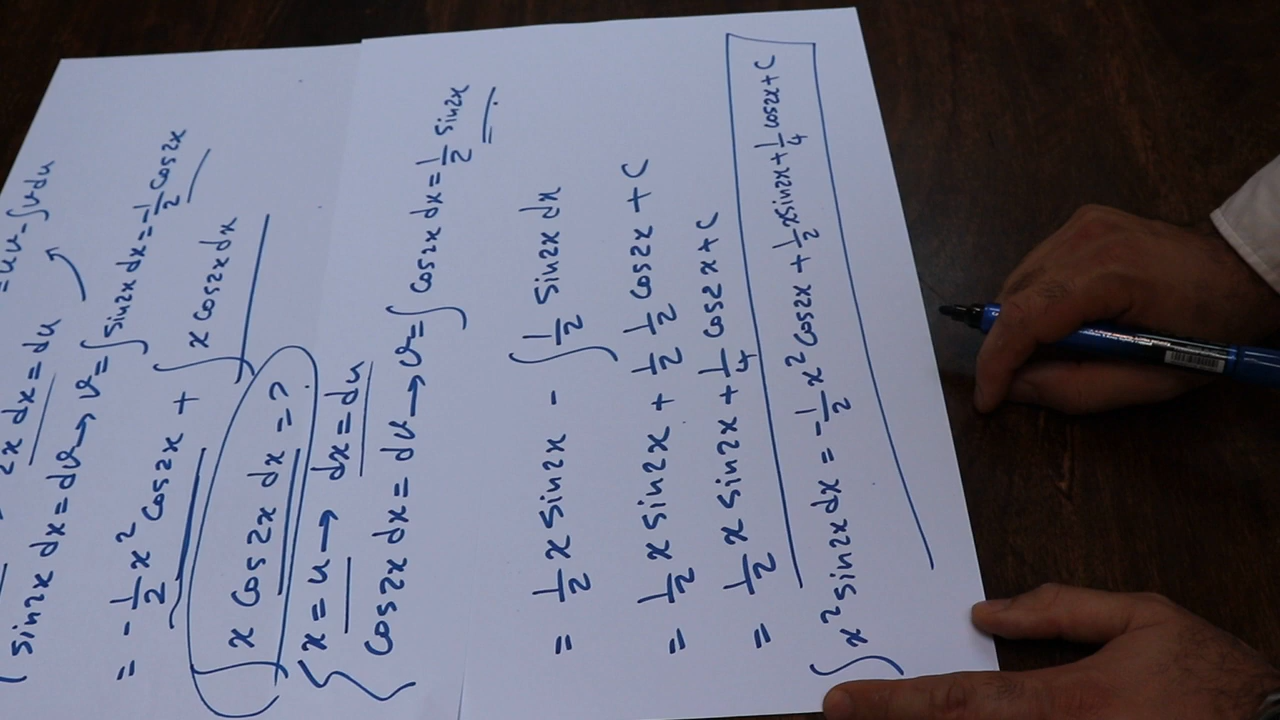 = uv - ∫vdu
2x dx = du
sin2x dx = dv → v = ∫sin2x dx = -1/2 cos2x
= -1/2 x² cos2x + ∫x cos2x dx
∫x cos2x dx = ?
{x = u → dx = du
cos2x dx = dv → v = ∫cos2x dx = 1/2 sin2x
= 1/2 x sin2x - ∫1/2 sin2x dx
= 1/2 x sin2x + 1/2 1/2 cos2x + C
= 1/2 x sin2x + 1/4 cos2x + C
∫x² sin2x dx = -1/2 x² cos2x + 1/2 x sin2x + 1/4 cos2x + C